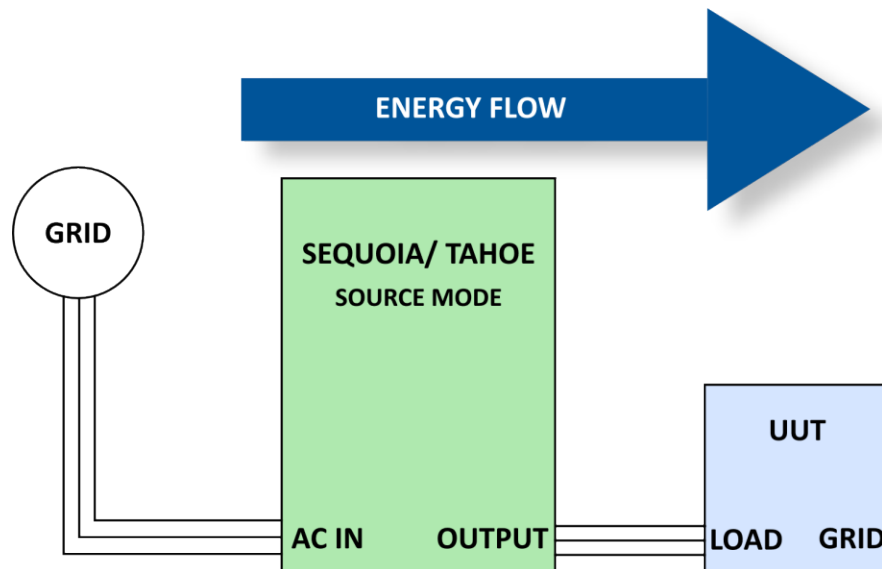 ENERGY FLOW
GRID
SEQUOIA/ TAHOE
SOURCE MODE
UUT
AC IN
OUTPUT
LOAD
GRID